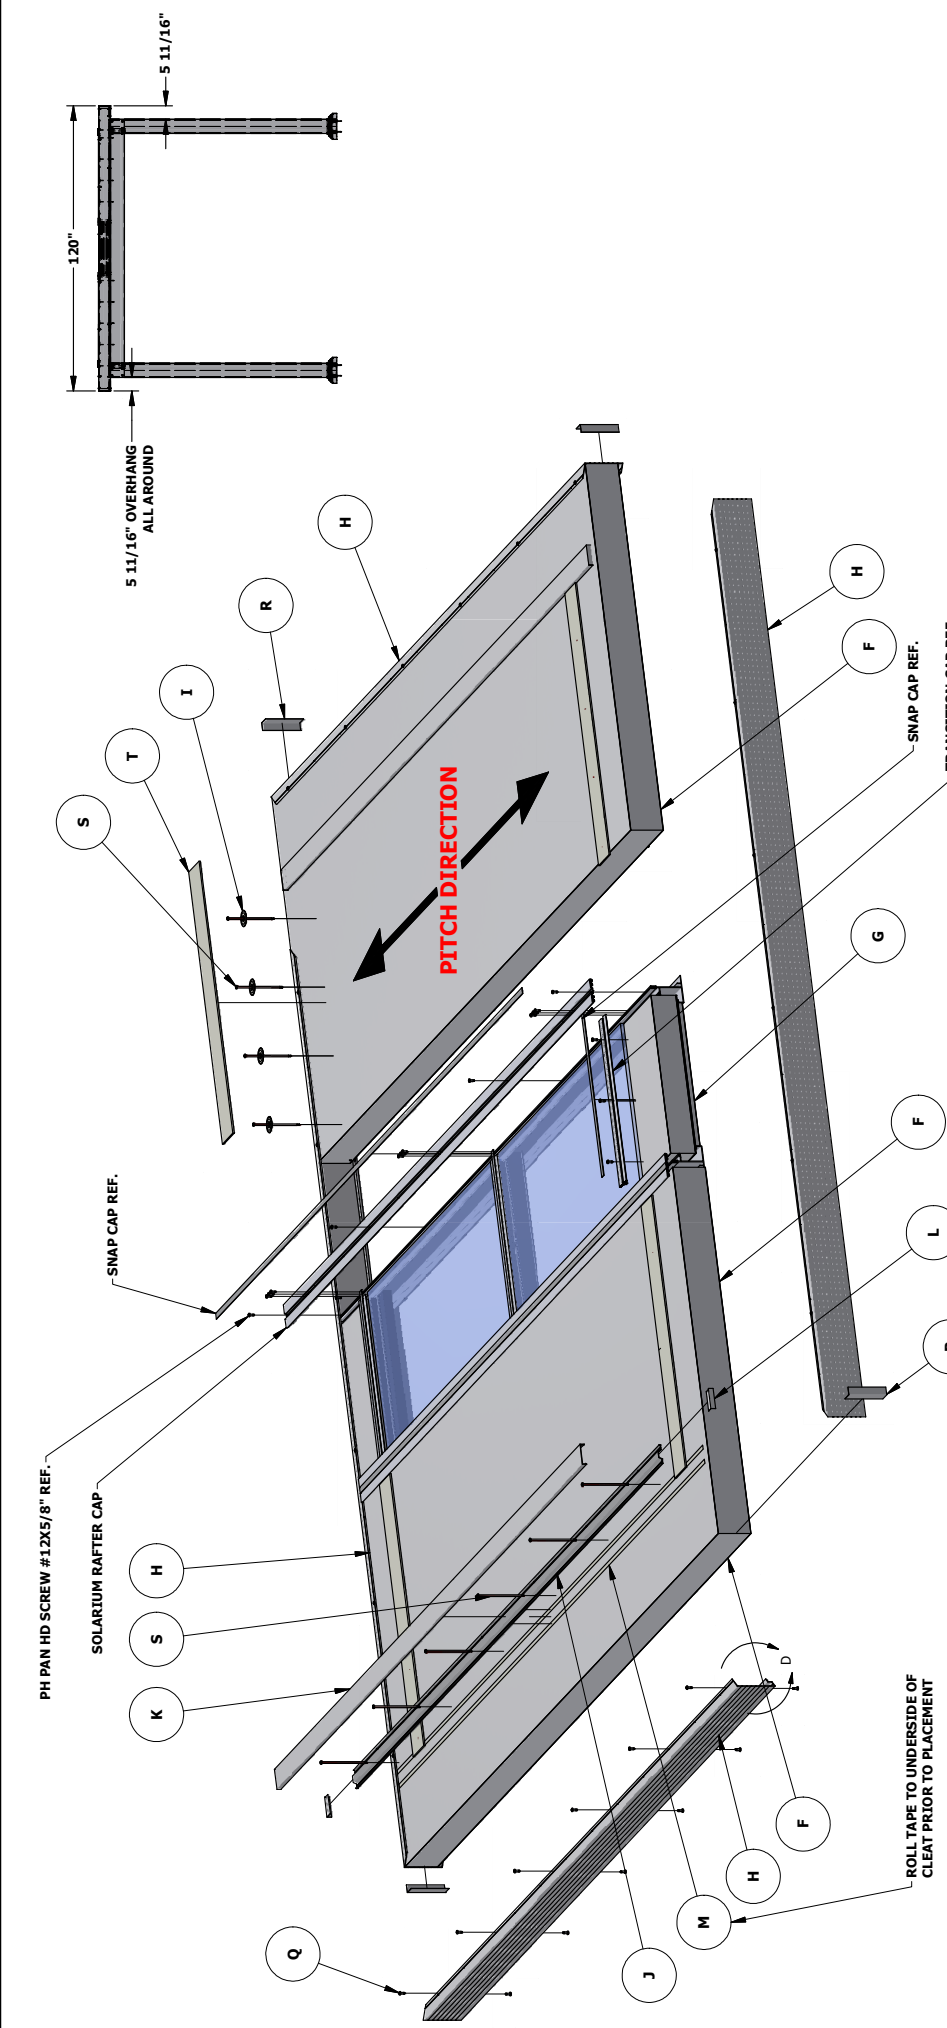 120"
5 11/16"
5 11/16" OVERHANG
ALL AROUND
PH PAN HD SCREW #12X5/8" REF.
SOLARIUM RAFTER CAP
SNAP CAP REF.
H
S
K
S
T
I
R
H
PITCH DIRECTION
SNAP CAP REF.
H
F
G
F
L
D
Q
J
M
H
F
ROLL TAPE TO UNDERSIDE OF
CLEAT PRIOR TO PLACEMENT